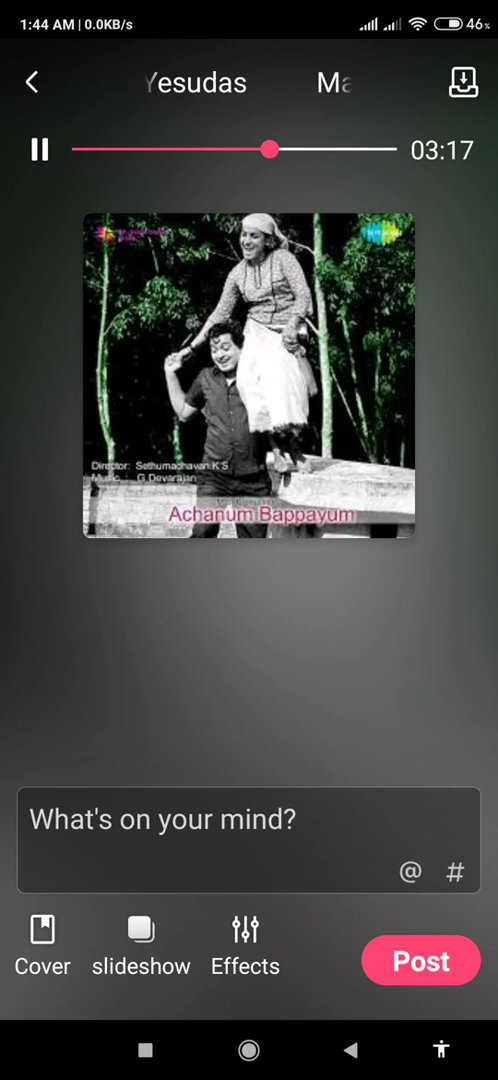 1:44 AM | 0.0KB/s
46%
Yesudas Ma
03:17
Director: Sethumadhavan K S
Music : G Devarajan
Achanum Bappayum
What's on your mind?
@ #
Cover slideshow Effects
Post